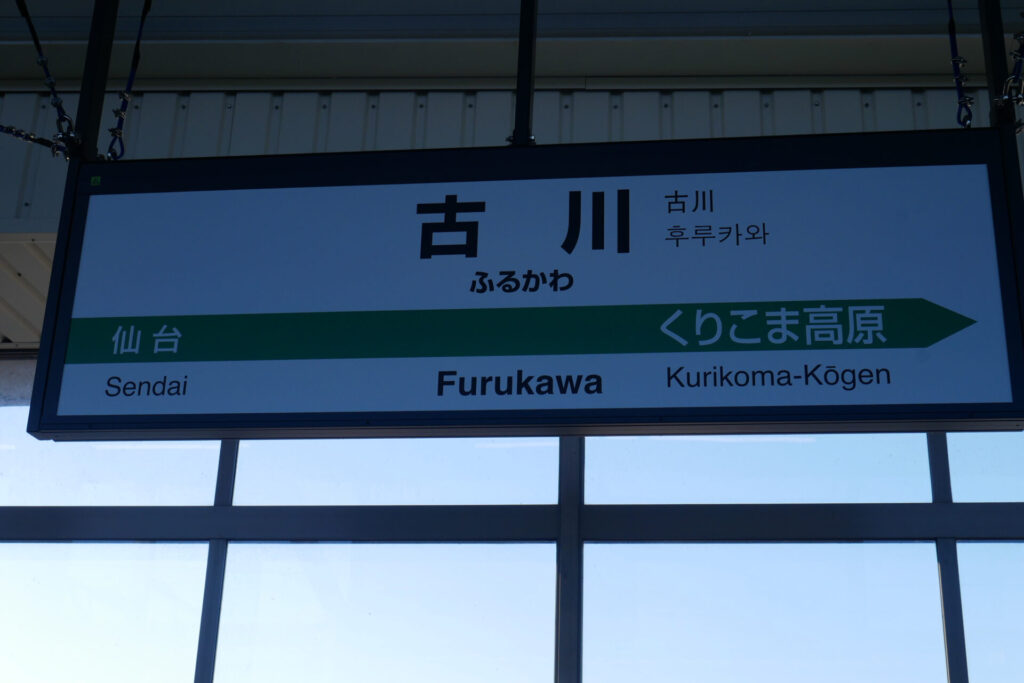 古川
古川
후루카와
ふるかわ
仙台
くりこま高原
Sendai
Furukawa
Kurikoma-Kōgen